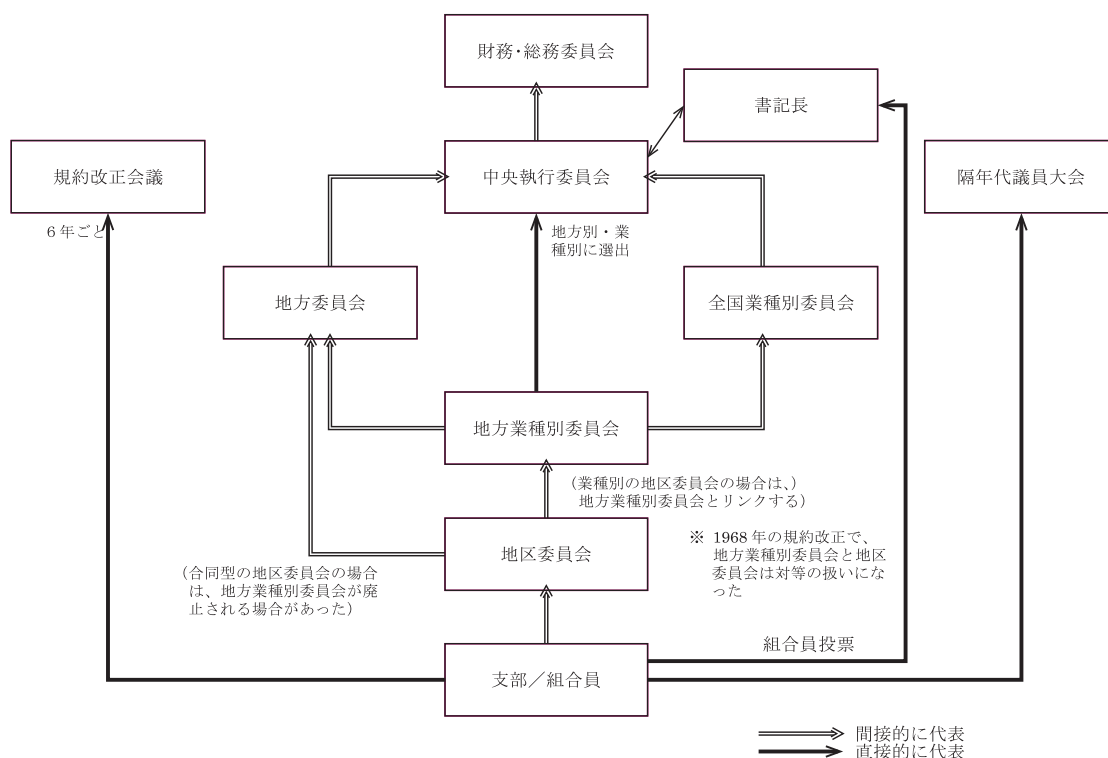 財務・総務委員会
書記長
規約改正会議
中央執行委員会
隔年代議員大会
6年ごと
地方別・業
種別に選出
地方委員会
全国業種別委員会
地方業種別委員会
(業種別の地区委員会の場合は、)
地方業種別委員会とリンクする)
地区委員会
※ 1968年の規約改正で、
地方業種別委員会と地区
委員会は対等の扱いにな
った
(合同型の地区委員会の場合
は、地方業種別委員会が廃
止される場合があった)
組合員投票
支部/組合員
間接的に代表
直接的に代表